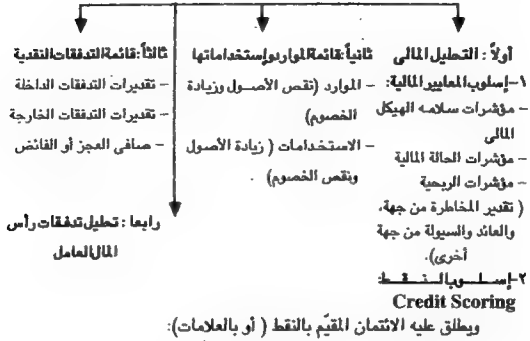 أولاً : التحليل المالى
١-إسلوب المعايير المالية:
- مؤشرات سلامه الهيكل
المالى
- مؤشرات الحالة المالية
- مؤشرات الربحية
( تقدير المخاطرة من جهة،
والعائد والسيولة من جهة
أخرى).
٢-إسلوب النقط:
Credit Scoring
ثانياً : قائمة الموارد وإستخداماتها
- الموارد (نقص الأصول وزيادة
الخصوم)
- الاستخدامات ( زيادة الأصول
ونقص الخصوم) .
ثالثاً : قائمة التدفقات النقدية
- تقديرات التدفقات الداخلة
- تقديرات التدفقات الخارجة
- صافى العجز أو الفائض
رابعا : تحليل تدفقات رأس
المال العامل
ويطلق عليه الائتمان المقيّم بالنقط ( أو بالعلامات):